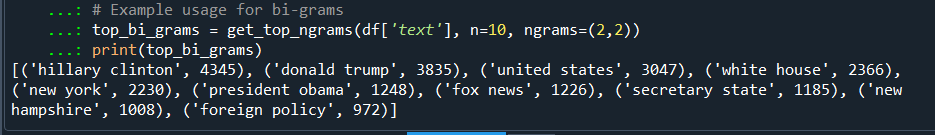 ...: # Example usage for bi-grams
...: top_bi_grams = get_top_ngrams(df['text'], n=10, ngrams=(2,2))
...: print(top_bi_grams)
[('hillary clinton', 4345), ('donald trump', 3835), ('united states', 3047), ('white house', 2366),
('new york', 2230), ('president obama', 1248), ('fox news', 1226), ('secretary state', 1185), ('new
hampshire', 1008), ('foreign policy', 972)]